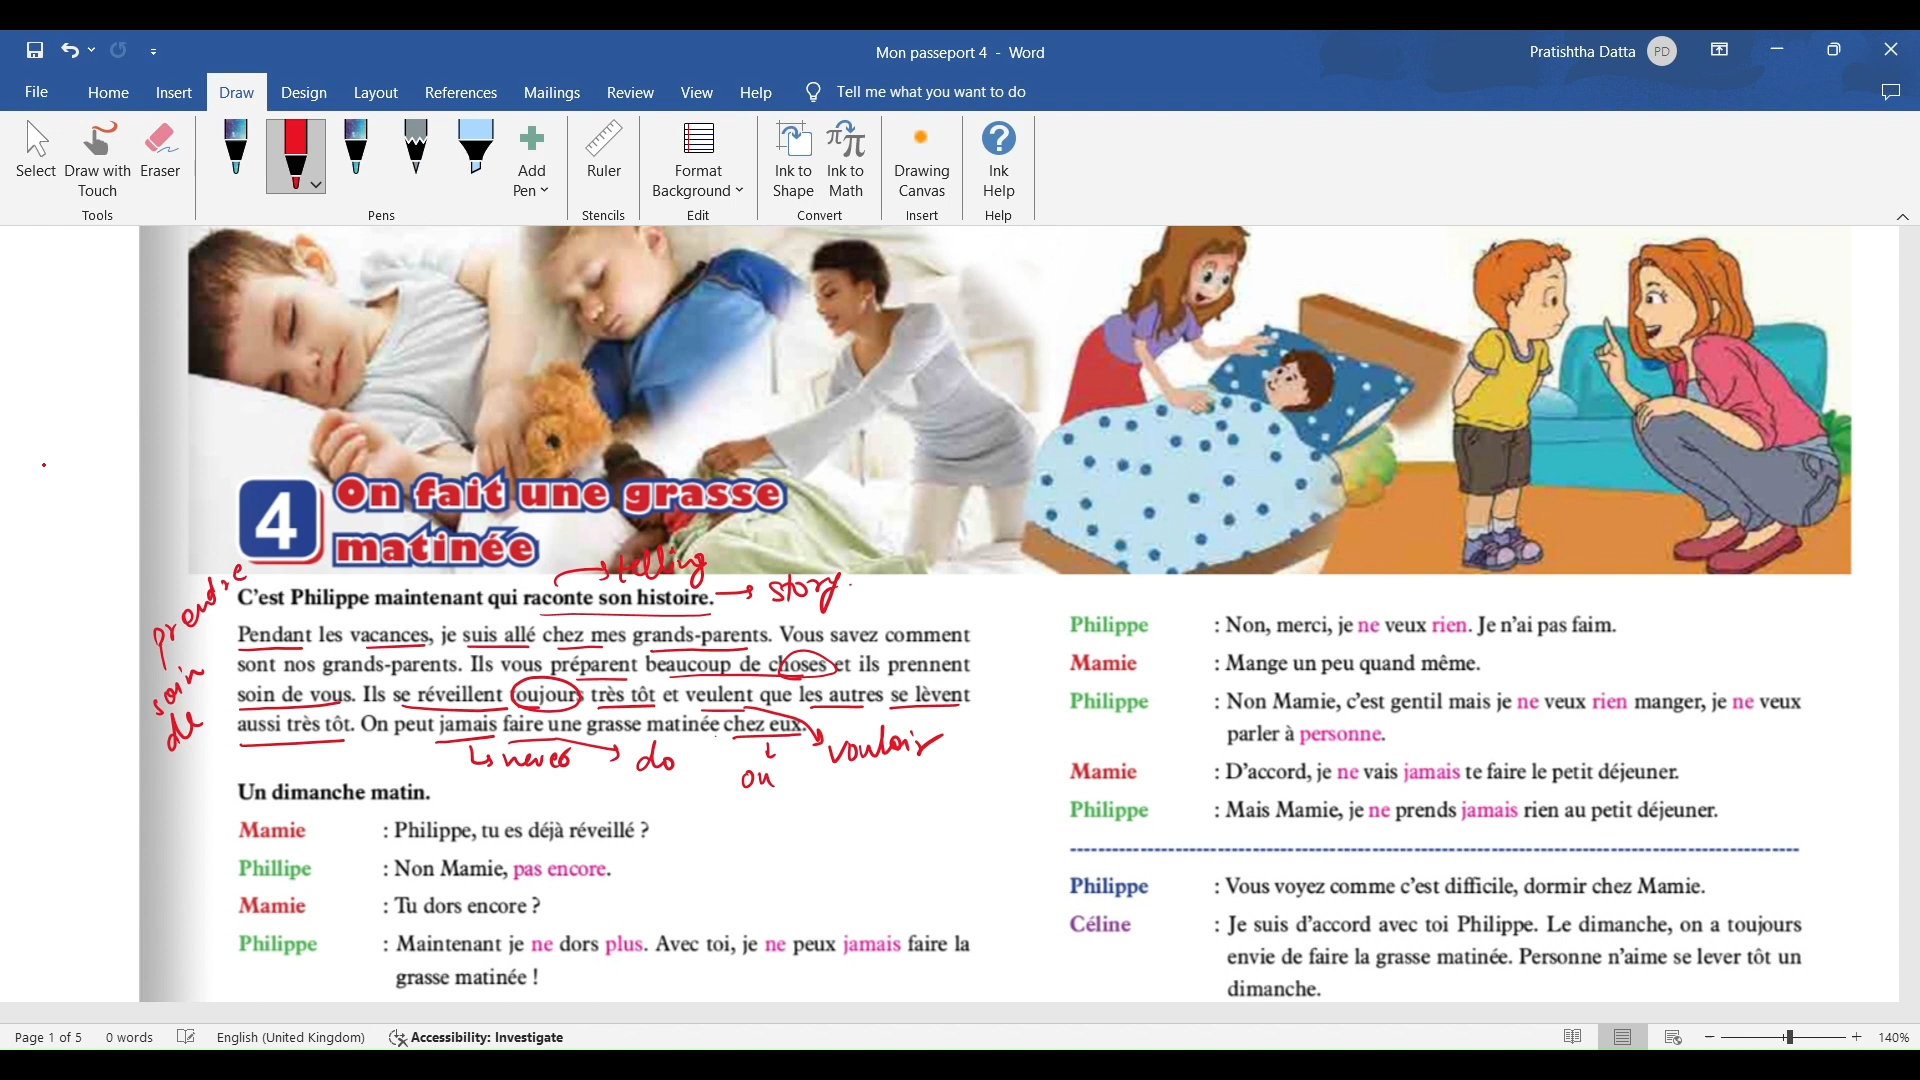 Mon passeport 4 - Word
Pratishtha Datta
PD
File
Home
Insert
Draw
Design
Layout
References
Mailings
Review
View
Help
Tell me what you want to do
Select
Draw with Touch
Eraser
Add Pen
Ruler
Format Background
Ink to Shape
Ink to Math
Drawing Canvas
Ink Help
Tools
Pens
Stencils
Edit
Convert
Insert
Help
4
On fait une grasse
matinée
telling
C'est Philippe maintenant qui raconte son histoire.
story
prendre
soin
de
Pendant les vacances, je suis allé chez mes grands-parents. Vous savez comment
sont nos grands-parents. Ils vous préparent beaucoup de choses et ils prennent
soin de vous. Ils se réveillent toujours très tôt et veulent que les autres se lèvent
aussi très tôt. On peut jamais faire une grasse matinée chez eux.
never
do
ou
vouloir
Un dimanche matin.
Mamie : Philippe, tu es déjà réveillé ?
Phillipe : Non Mamie, pas encore.
Mamie : Tu dors encore ?
Philippe : Maintenant je ne dors plus. Avec toi, je ne peux jamais faire la
grasse matinée !
Philippe : Non, merci, je ne veux rien. Je n'ai pas faim.
Mamie : Mange un peu quand même.
Philippe : Non Mamie, c'est gentil mais je ne veux rien manger, je ne veux
parler à personne.
Mamie : D'accord, je ne vais jamais te faire le petit déjeuner.
Philippe : Mais Mamie, je ne prends jamais rien au petit déjeuner.
Philippe : Vous voyez comme c'est difficile, dormir chez Mamie.
Céline : Je suis d'accord avec toi Philippe. Le dimanche, on a toujours
envie de faire la grasse matinée. Personne n'aime se lever tôt un
dimanche.
Page 1 of 5
0 words
English (United Kingdom)
Accessibility: Investigate
140%